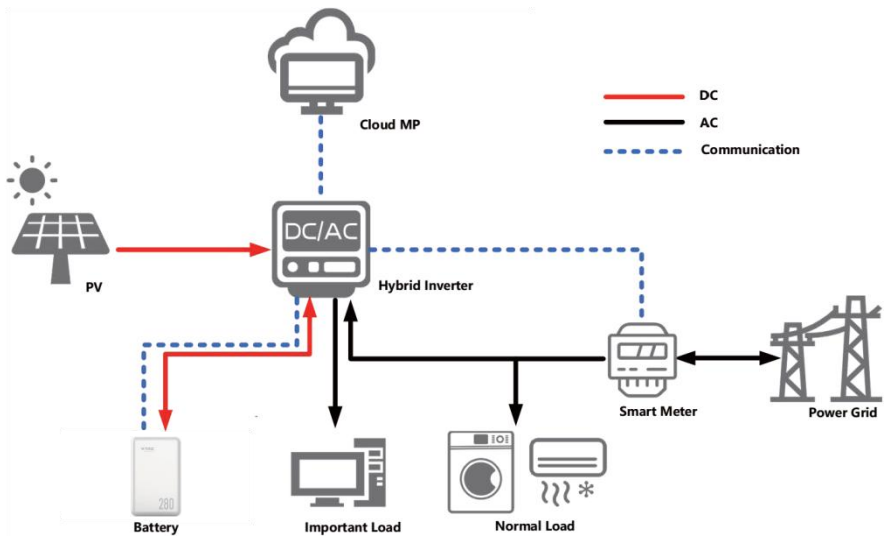 Cloud MP
DC
AC
Communication
DC/AC
PV
Hybrid Inverter
Smart Meter
Power Grid
280
Battery
Important Load
Normal Load